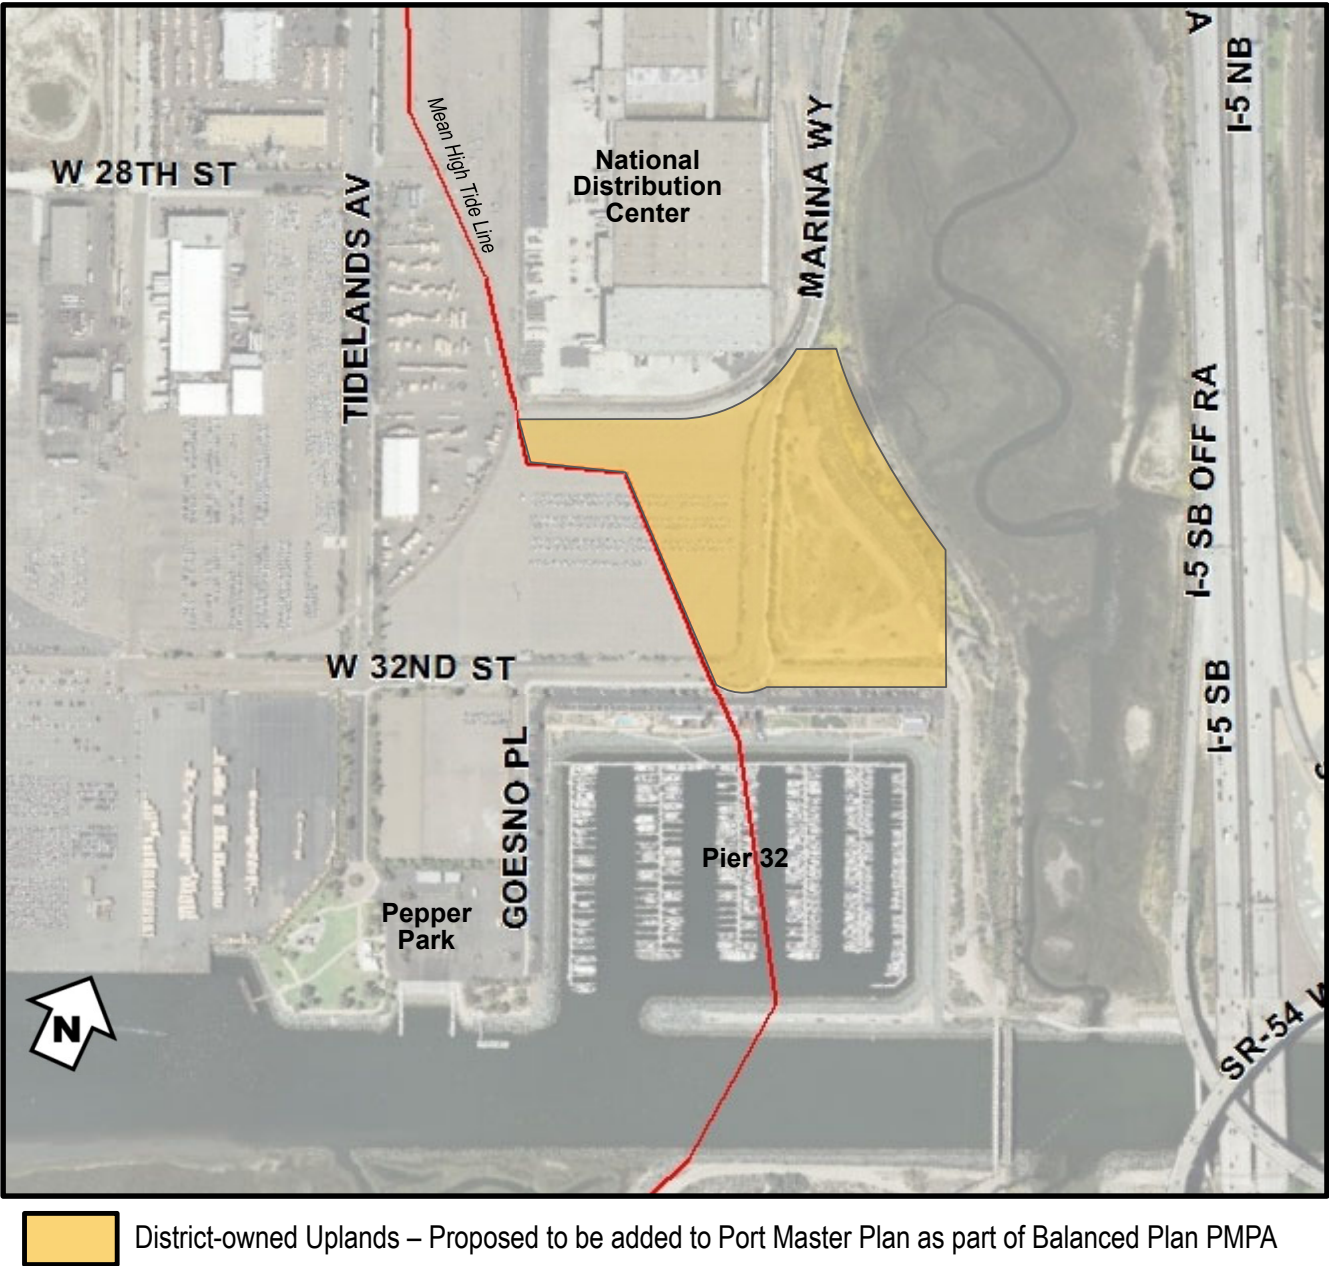 A
I-5 NB
Mean High Tide Line
MARINA WY
National
Distribution
Center
W 28TH ST
TIDELANDS AV
I-5 SB OFF RA
W 32ND ST
I-5 SB
GOESNO PL
Pier 32
Pepper
Park
N
SR-54 W
District-owned Uplands – Proposed to be added to Port Master Plan as part of Balanced Plan PMPA